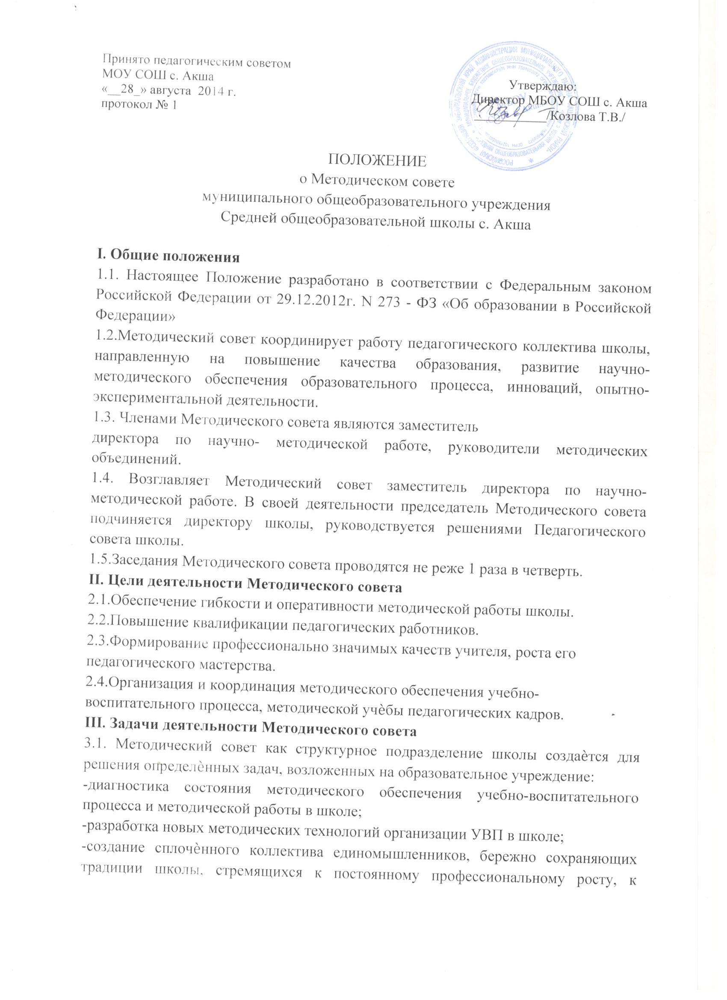 Принято педагогическим советом
МОУ СОШ с. Акша
«__28_» августа  2014 г.
протокол № 1
Утверждаю:
Директор МБОУ СОШ с. Акша
____________/Козлова Т.В./
ПОЛОЖЕНИЕ
о Методическом совете
муниципального общеобразовательного учреждения
Средней общеобразовательной школы с. Акша
I. Общие положения
1.1. Настоящее Положение разработано в соответствии с Федеральным законом
Российской Федерации от 29.12.2012г. N 273 - ФЗ «Об образовании в Российской
Федерации»
1.2.Методический совет координирует работу педагогического коллектива школы,
направленную на повышение качества образования, развитие научно-
методического обеспечения образовательного процесса, инноваций, опытно-
экспериментальной деятельности.
1.3. Членами Методического совета являются заместитель
директора по научно- методической работе, руководители методических
объединений.
1.4. Возглавляет Методический совет заместитель директора по научно-
методической работе. В своей деятельности председатель Методического совета
подчиняется директору школы, руководствуется решениями Педагогического
совета школы.
1.5.Заседания Методического совета проводятся не реже 1 раза в четверть.
II. Цели деятельности Методического совета
2.1.Обеспечение гибкости и оперативности методической работы школы.
2.2.Повышение квалификации педагогических работников.
2.3.Формирование профессионально значимых качеств учителя, роста его
педагогического мастерства.
2.4.Организация и координация методического обеспечения учебно-
воспитательного процесса, методической учѐбы педагогических кадров.
III. Задачи деятельности Методического совета
3.1. Методический совет как структурное подразделение школы создаѐтся для
решения определѐнных задач, возложенных на образовательное учреждение:
-диагностика состояния методического обеспечения учебно-воспитательного
процесса и методической работы в школе;
-разработка новых методических технологий организации УВП в школе;
-создание сплочѐнного коллектива единомышленников, бережно сохраняющих
традиции школы, стремящихся к постоянному профессиональному росту, к